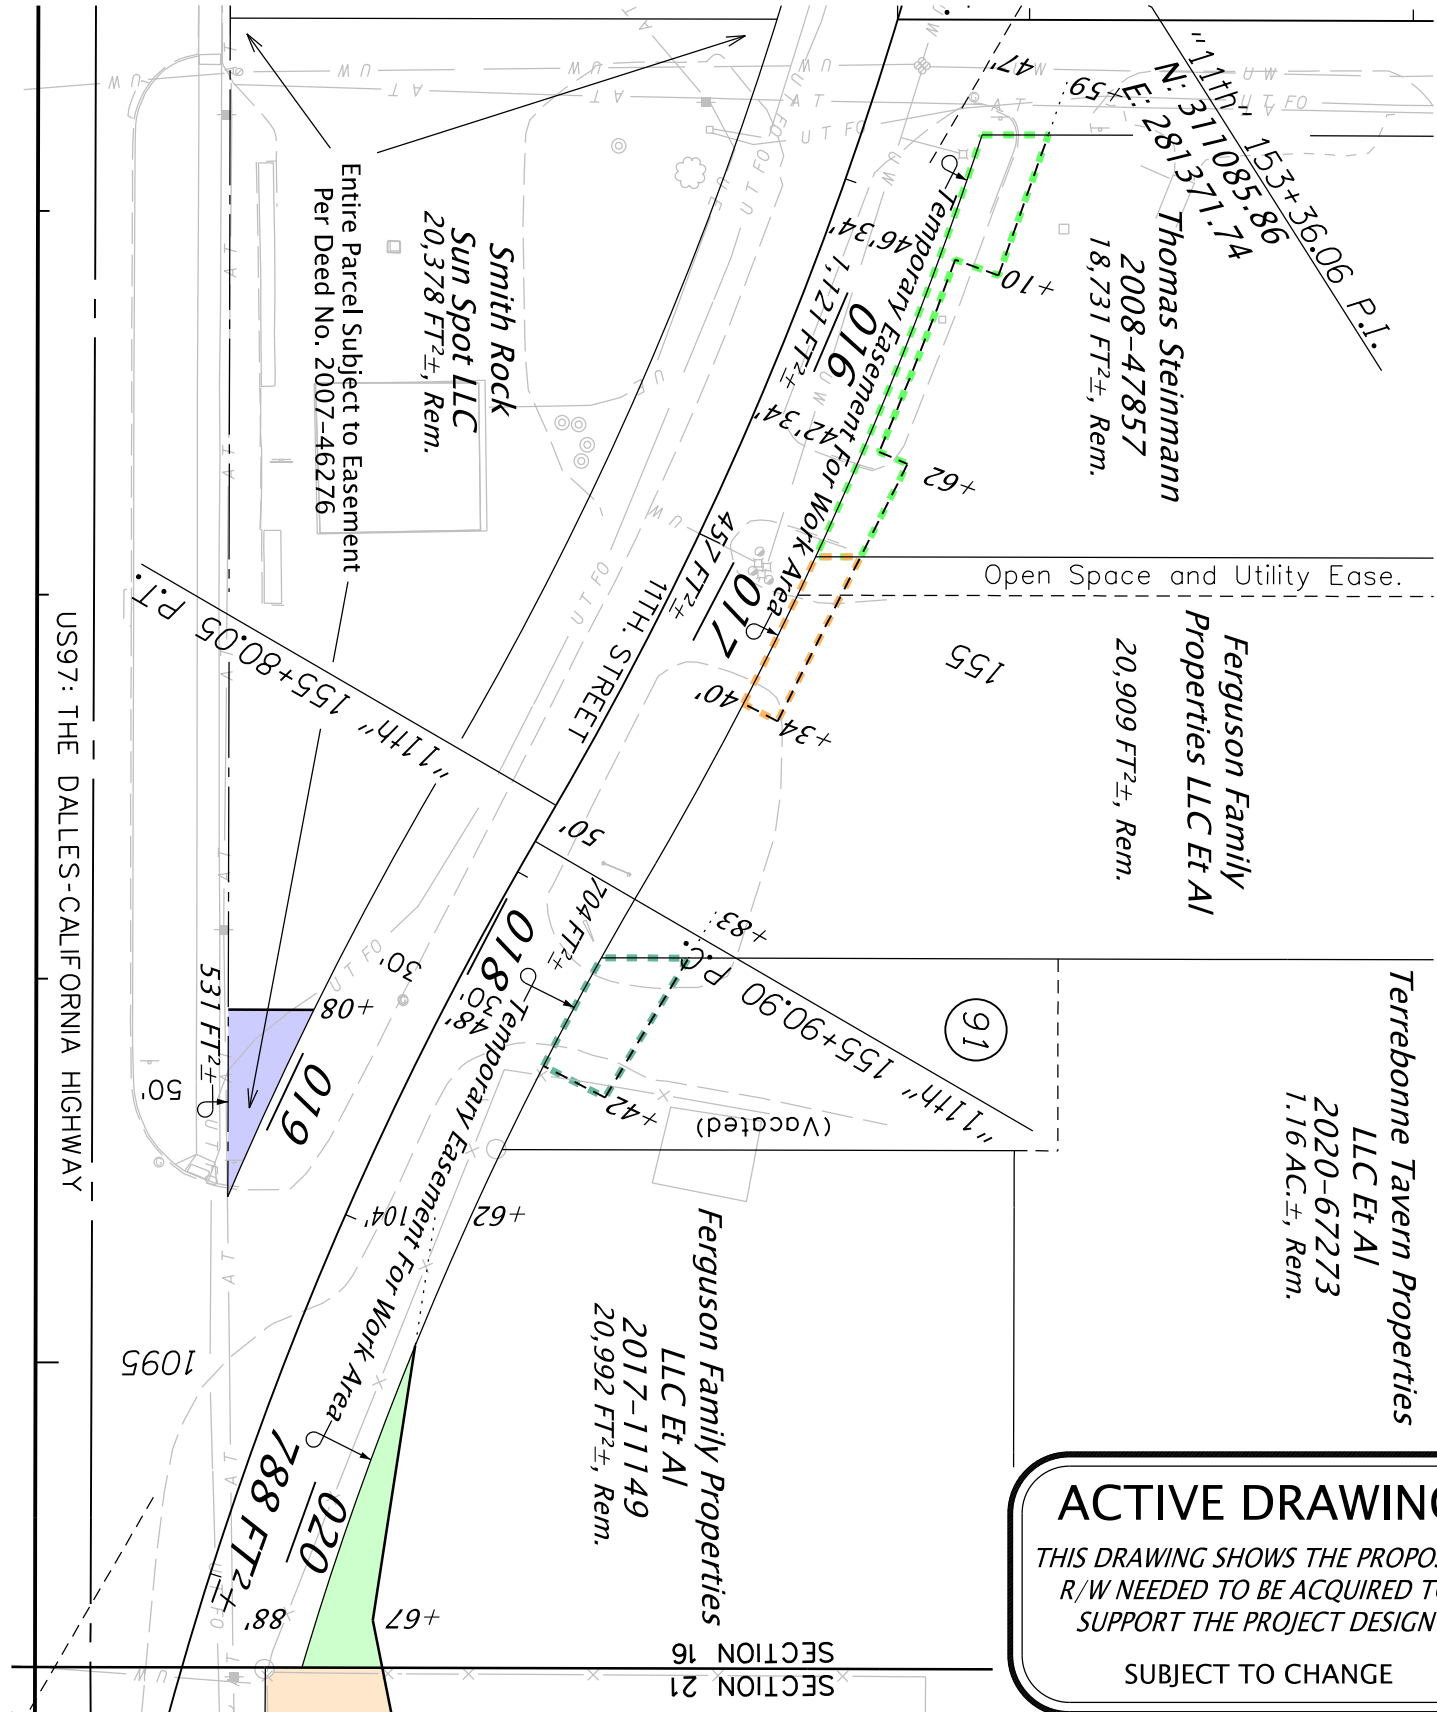 "11th" 153+36.06 P.I.
N: 311085.86
E: 281371.74
47'
+59
Thomas Steinmann
2008-47857
18,731 FT²±, Rem.
+10
46'34'
Temporary Easement For Work Area
016
1,121 FT²±
42'34'
+62
Smith Rock
Sun Spot LLC
20,378 FT²±, Rem.
Entire Parcel Subject to Easement
Per Deed No. 2007-46276
Open Space and Utility Ease.
017
457 FT²±
11TH. STREET
40'
+34
155
Ferguson Family
Properties LLC Et Al
20,909 FT²±, Rem.
"11th" 155+80.05 P.T.
US97: THE DALLES-CALIFORNIA HIGHWAY
50'
704 FT²±
018
+83
"11th" 155+90.90 P.C.
91
Terrebonne Tavern Properties
LLC Et Al
2020-67273
1.16 AC.±, Rem.
30'
+08
531 FT²±
019
50'
30'
48'
Temporary Easement For Work Area
+42
(Vacated)
104'
+62
1095
Ferguson Family Properties
LLC Et Al
2017-11149
20,992 FT²±, Rem.
020
788 FT²±
88'
+67
SECTION 16
SECTION 21
ACTIVE DRAWING
THIS DRAWING SHOWS THE PROPOS
R/W NEEDED TO BE ACQUIRED TO
SUPPORT THE PROJECT DESIGN
SUBJECT TO CHANGE